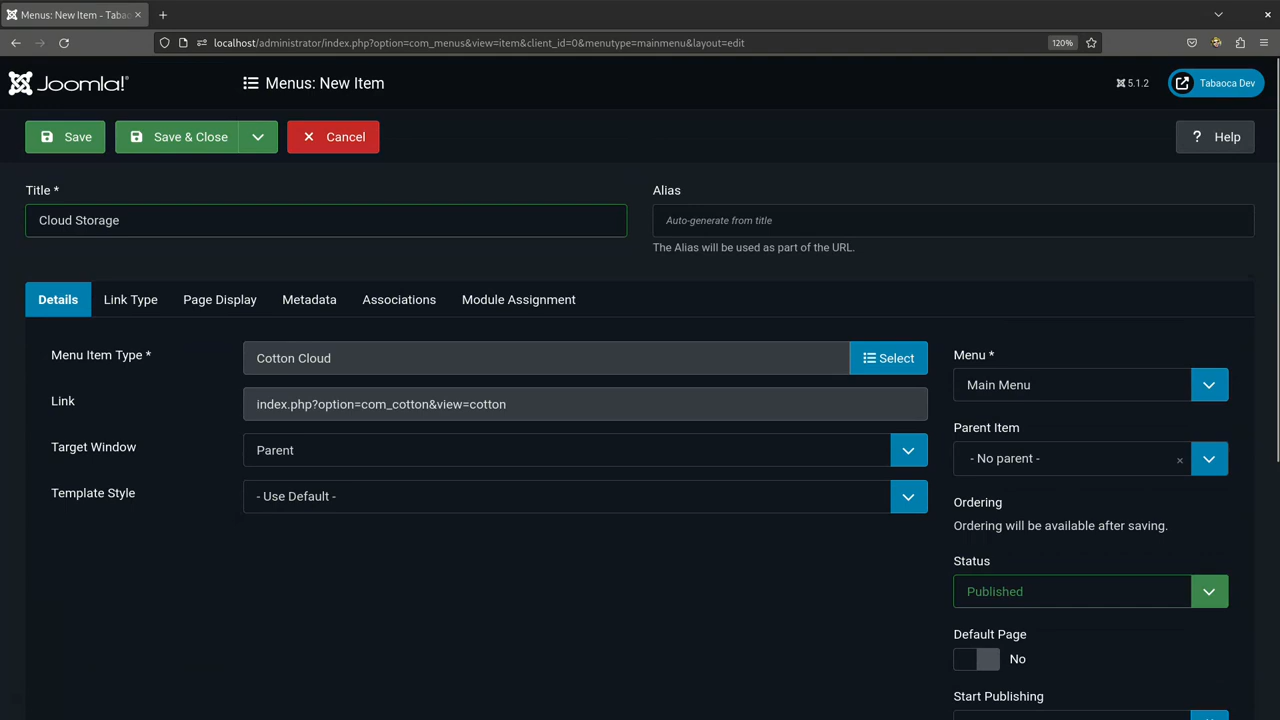 Menus: New Item - Tabao
localhost/administrator/index.php?option=com_menus&view=item&client_id=0&menutype=mainmenu&layout=edit
120%
Joomla!®
Menus: New Item
5.1.2
Tabaoca Dev
Save
Save & Close
Cancel
? Help
Title *
Alias
Cloud Storage
Auto-generate from title
The Alias will be used as part of the URL.
Details
Link Type
Page Display
Metadata
Associations
Module Assignment
Menu Item Type *
Cotton Cloud
Select
Link
index.php?option=com_cotton&view=cotton
Target Window
Parent
Template Style
- Use Default -
Menu *
Main Menu
Parent Item
- No parent -
Ordering
Ordering will be available after saving.
Status
Published
Default Page
No
Start Publishing